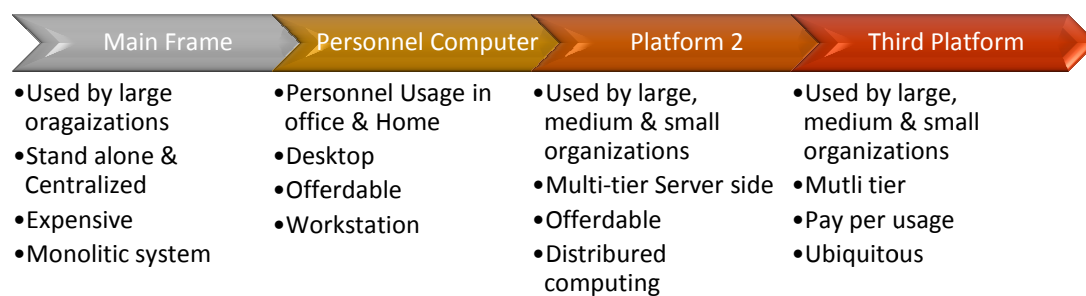 Main Frame
Personnel Computer
Platform 2
Third Platform
•Used by large
oragaizations
•Stand alone &
Centralized
•Expensive
•Monolitic system
•Personnel Usage in
office & Home
•Desktop
•Offerdable
•Workstation
•Used by large,
medium & small
organizations
•Multi-tier Server side
•Offerdable
•Distribured
computing
•Used by large,
medium & small
organizations
•Mutli tier
•Pay per usage
•Ubiquitous